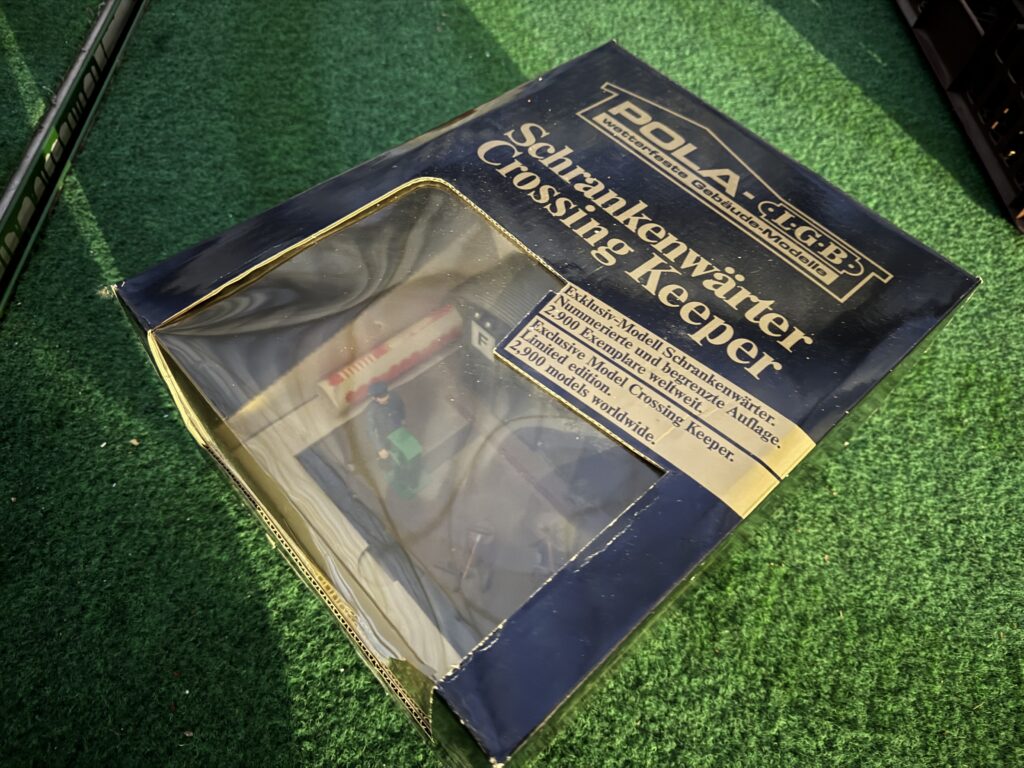 POLA-L·G·B
wetterfeste Gebäude-Modelle
Schrankenwärter
Crossing Keeper
Exklusiv-Modell Schrankenwärter.
Nummerierte und begrenzte Auflage.
2.900 Exemplare weltweit.
Exclusive Model Crossing Keeper.
Limited edition.
2,900 models worldwide.
F